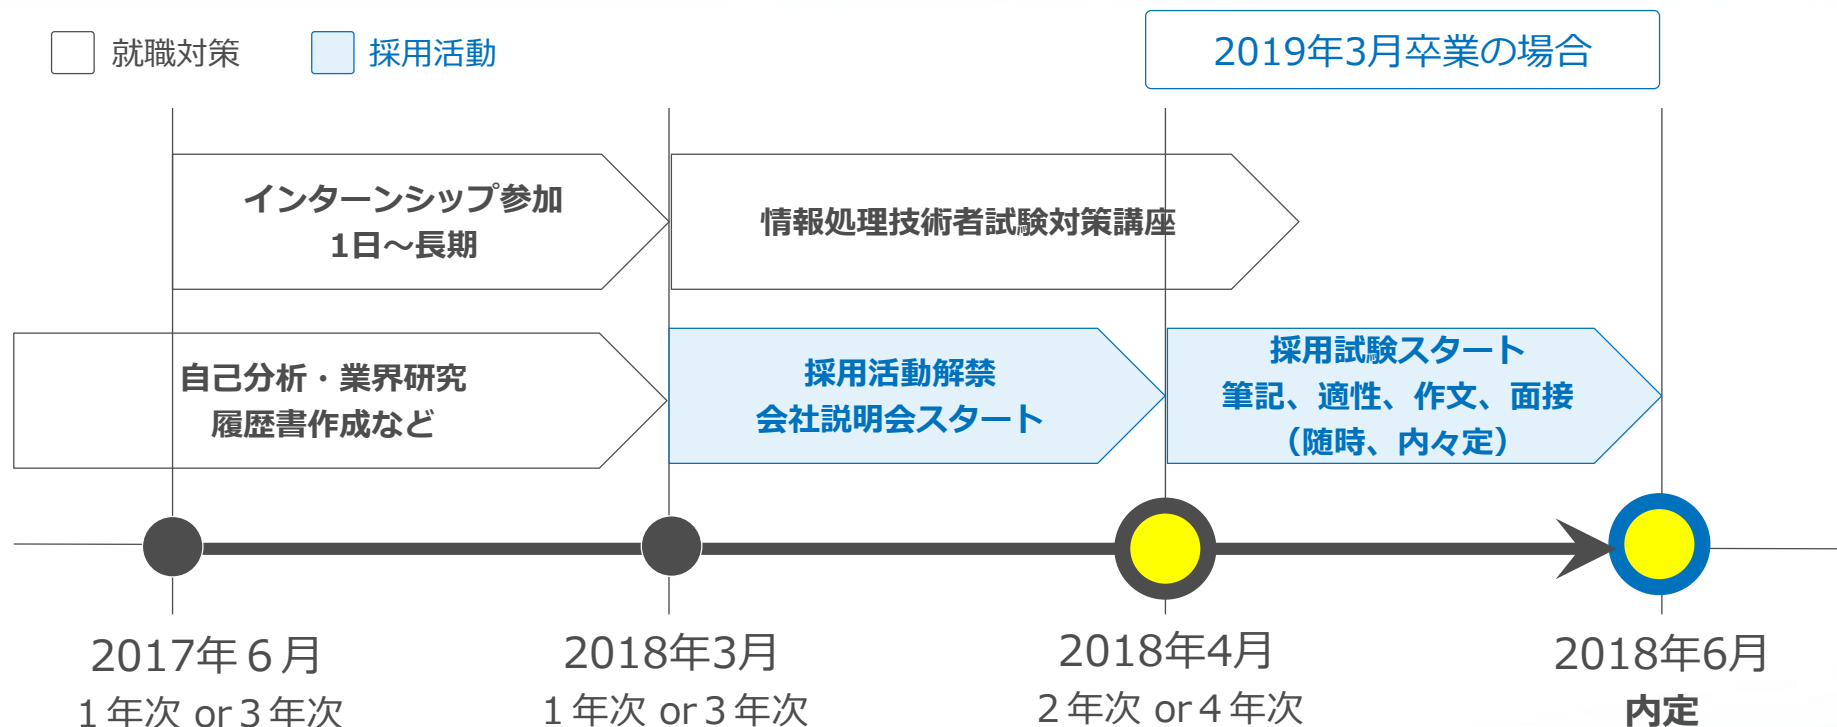 就職対策
採用活動
2019年3月卒業の場合
インターンシップ参加
1日～長期
情報処理技術者試験対策講座
自己分析・業界研究
履歴書作成など
採用活動解禁
会社説明会スタート
採用試験スタート
筆記、適性、作文、面接
（随時、内々定）
2017年６月
１年次 or３年次
2018年3月
１年次 or３年次
2018年4月
２年次 or４年次
2018年6月
内定